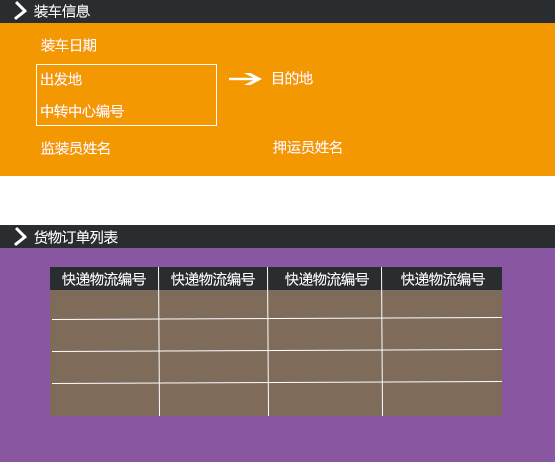 装车信息
装车日期
出发地 目的地
中转中心编号
监装员姓名 押运员姓名
货物订单列表
快递物流编号 快递物流编号 快递物流编号 快递物流编号